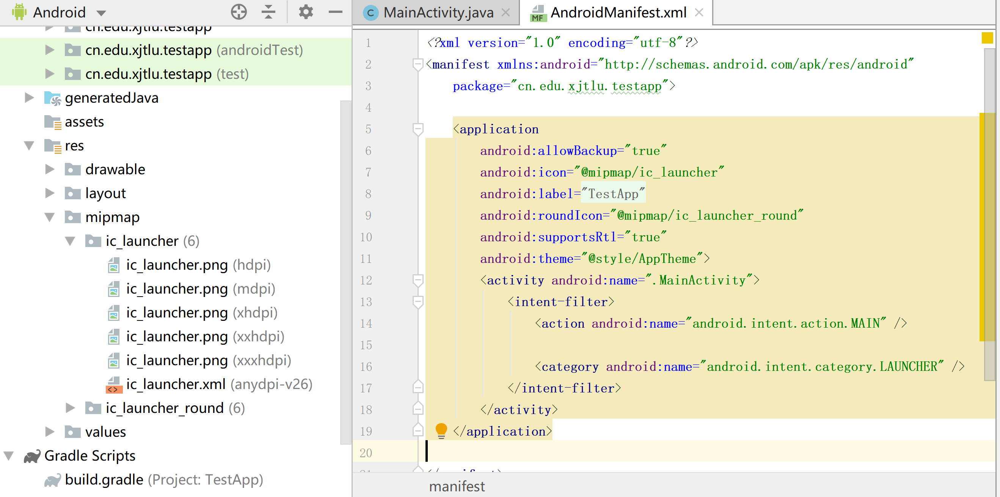 Android
MainActivity.java
AndroidManifest.xml
cn.edu.xjtlu.testapp
cn.edu.xjtlu.testapp (androidTest)
cn.edu.xjtlu.testapp (test)
generatedJava
assets
res
drawable
layout
mipmap
ic_launcher (6)
ic_launcher.png (hdpi)
ic_launcher.png (mdpi)
ic_launcher.png (xhdpi)
ic_launcher.png (xxhdpi)
ic_launcher.png (xxxhdpi)
ic_launcher.xml (anydpi-v26)
ic_launcher_round (6)
values
Gradle Scripts
build.gradle (Project: TestApp)
1 <?xml version="1.0" encoding="utf-8"?>
2 <manifest xmlns:android="http://schemas.android.com/apk/res/android"
3 package="cn.edu.xjtlu.testapp">
4
5 <application
6 android:allowBackup="true"
7 android:icon="@mipmap/ic_launcher"
8 android:label="TestApp"
9 android:roundIcon="@mipmap/ic_launcher_round"
10 android:supportsRtl="true"
11 android:theme="@style/AppTheme">
12 <activity android:name=".MainActivity">
13 <intent-filter>
14 <action android:name="android.intent.action.MAIN" />
15
16 <category android:name="android.intent.category.LAUNCHER" />
17 </intent-filter>
18 </activity>
19 </application>
20
manifest